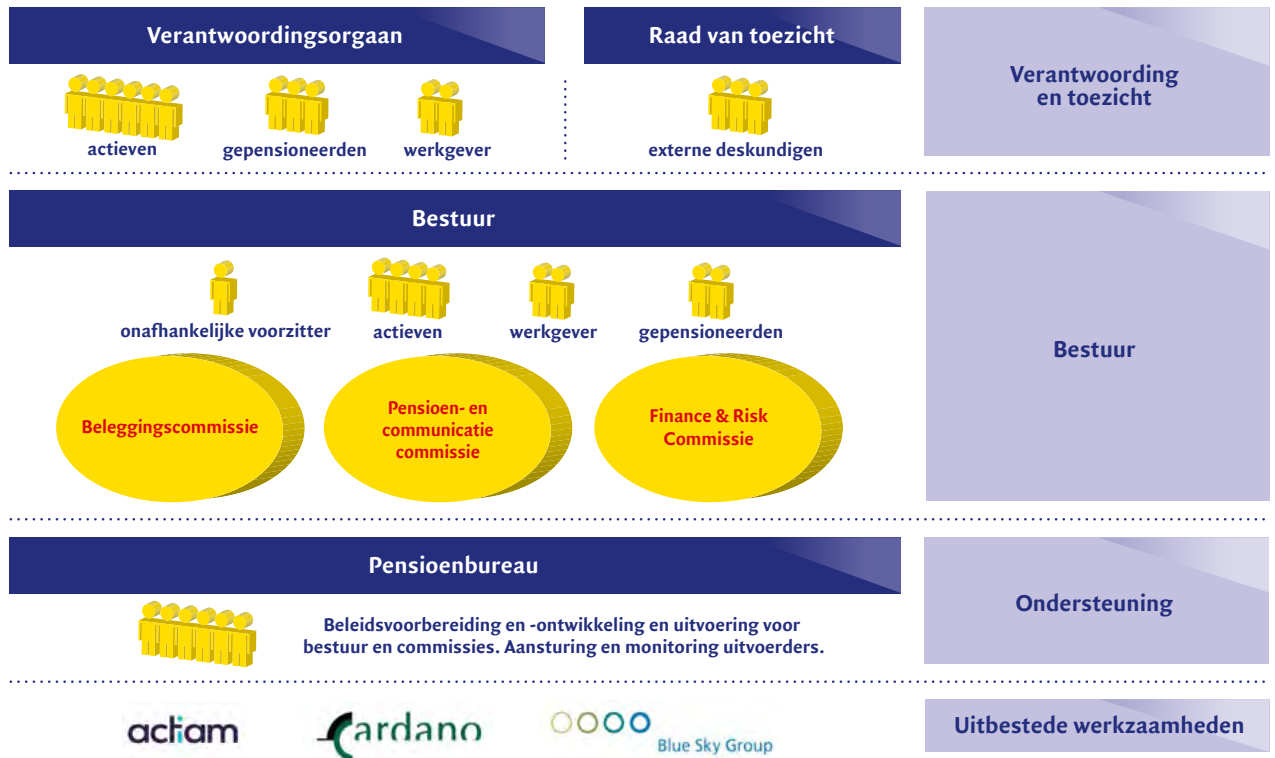 Verantwoordingsorgaan
Raad van toezicht
Verantwoording
en toezicht
actieven
gepensioneerden
werkgever
externe deskundigen
Bestuur
onafhankelijke voorzitter
actieven
werkgever
gepensioneerden
Bestuur
Beleggingscommissie
Pensioen- en
communicatie
commissie
Finance & Risk
Commissie
Pensioenbureau
Ondersteuning
Beleidsvoorbereiding en -ontwikkeling en uitvoering voor
bestuur en commissies. Aansturing en monitoring uitvoerders.
actiam
Cardano
Blue Sky Group
Uitbestede werkzaamheden